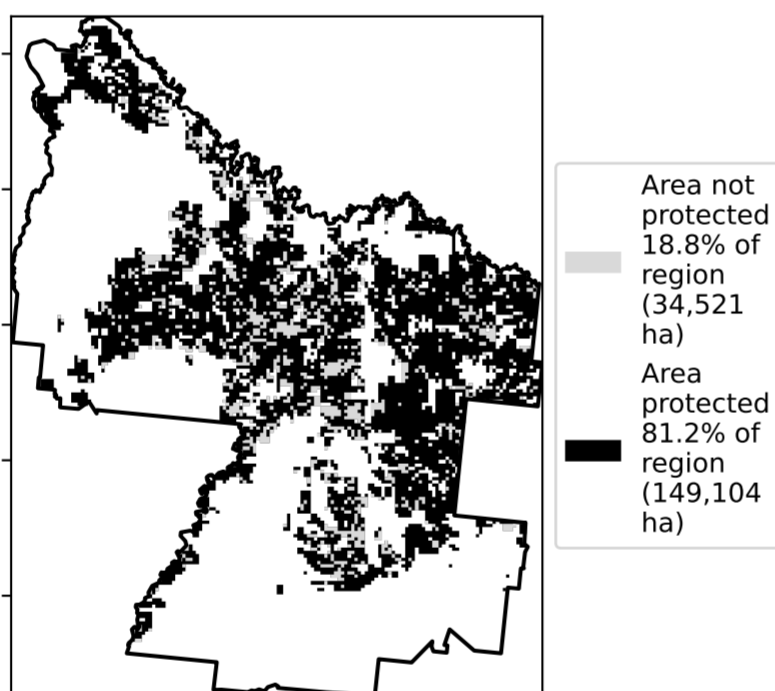 Area not
protected
18.8% of
region
(34,521
ha)
Area
protected
81.2% of
region
(149,104
ha)